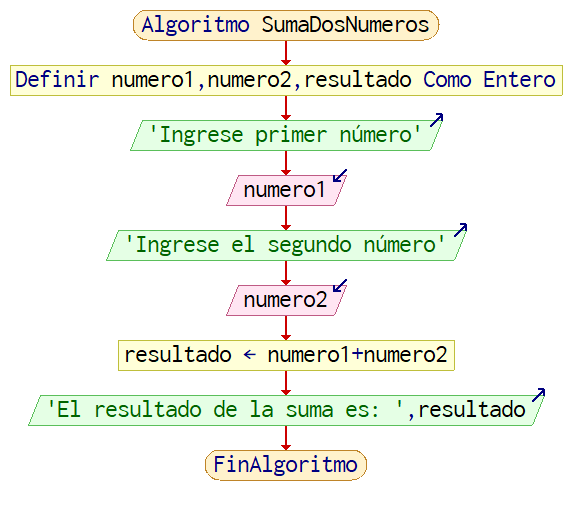 Algoritmo SumaDosNumeros
Definir numero1,numero2,resultado Como Entero
'Ingrese primer número'
numero1
'Ingrese el segundo número'
numero2
resultado ← numero1+numero2
'El resultado de la suma es: ',resultado
FinAlgoritmo